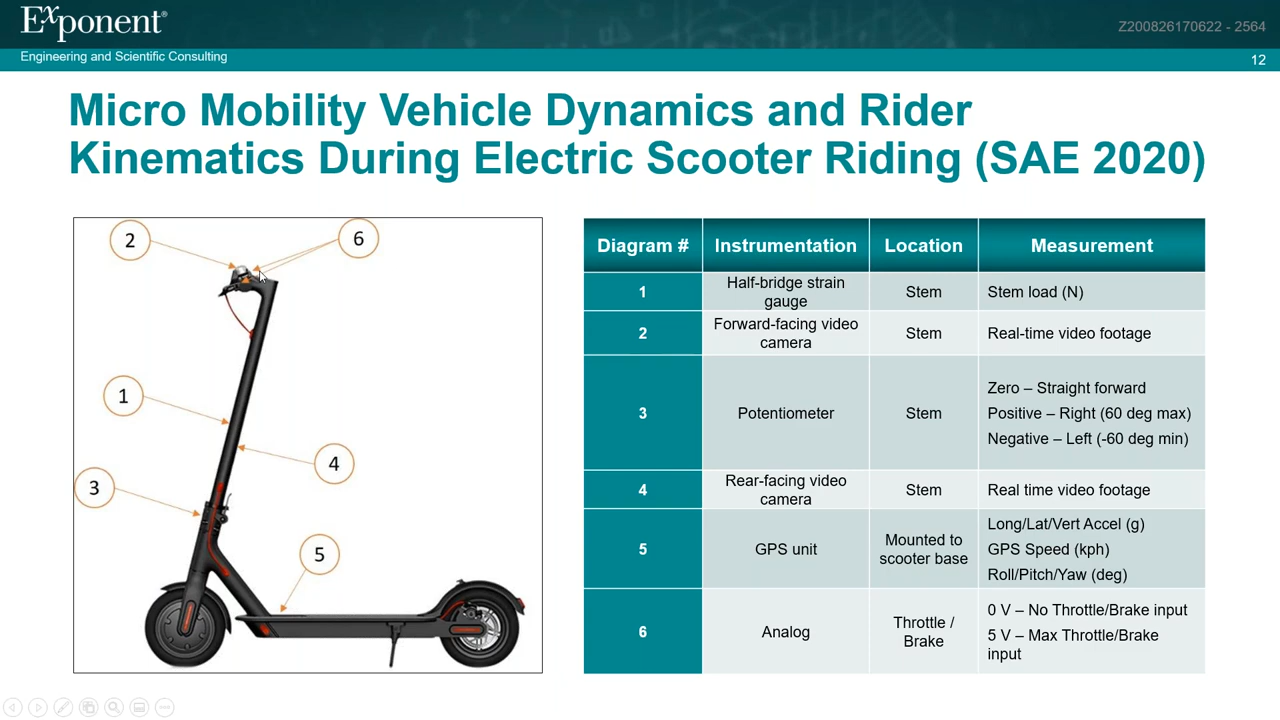 Exponent®
Z200826170622 - 2564
Engineering and Scientific Consulting
12
Micro Mobility Vehicle Dynamics and Rider
Kinematics During Electric Scooter Riding (SAE 2020)
2
6
1
4
3
5
Diagram # Instrumentation Location Measurement
1 Half-bridge strain gauge Stem Stem load (N)
2 Forward-facing video camera Stem Real-time video footage
3 Potentiometer Stem Zero – Straight forward
Positive – Right (60 deg max)
Negative – Left (-60 deg min)
4 Rear-facing video camera Stem Real time video footage
5 GPS unit Mounted to scooter base Long/Lat/Vert Accel (g)
GPS Speed (kph)
Roll/Pitch/Yaw (deg)
6 Analog Throttle / Brake 0 V – No Throttle/Brake input
5 V – Max Throttle/Brake
input